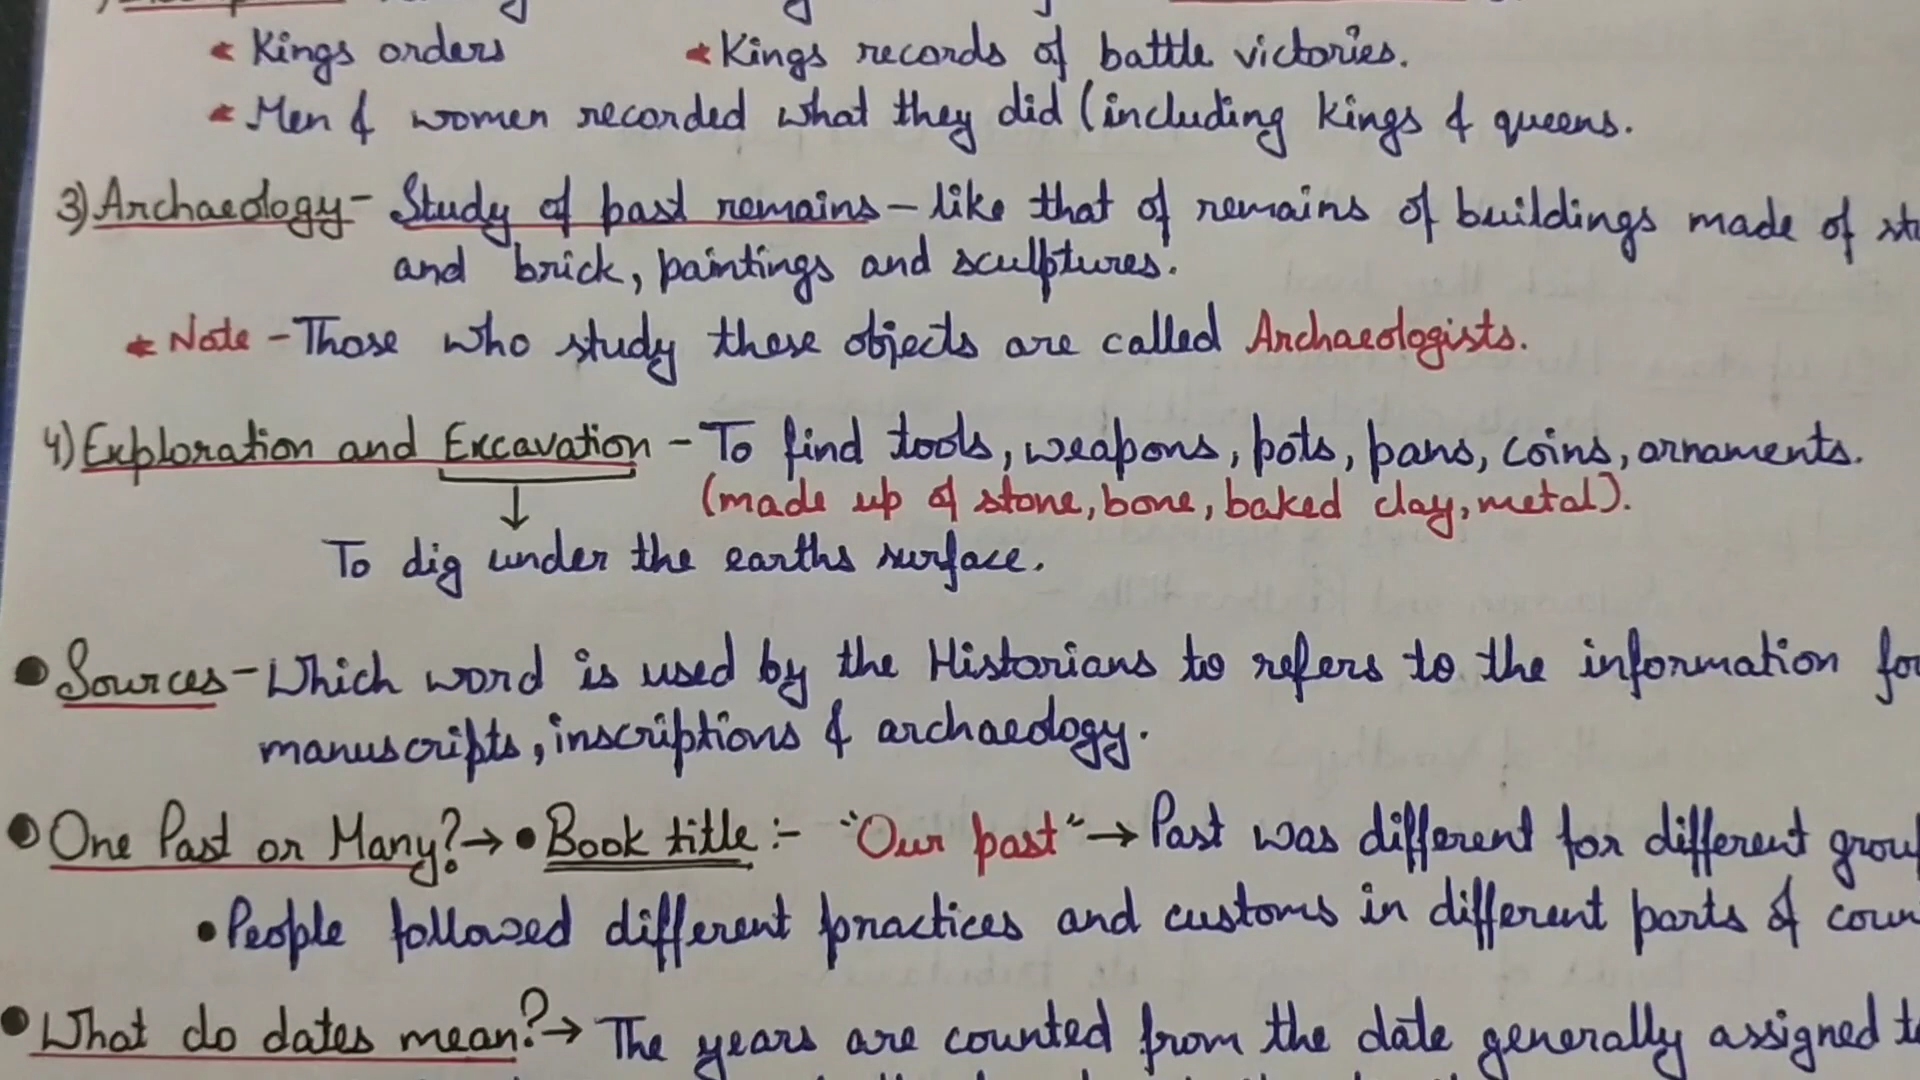 * Kings orders * Kings records of battle victories.
* Men & women recorded what they did (including kings & queens.
3) Archaeology - Study of past remains - like that of remains of buildings made of
and brick, paintings and sculptures.
* Note - Those who study these objects are called Archaeologists.
4) Exploration and Excavation - To find tools, weapons, pots, pans, coins, ornaments.
(made up of stone, bone, baked clay, metal).
To dig under the earths surface.
• Sources - Which word is used by the Historians to refers to the information
manuscripts, inscriptions & archaeology.
• One Past or Many? → • Book title :- "Our past" → Past was different for different
• People followed different practices and customs in different parts of
• What do dates mean? → The years are counted from the date generally assigned